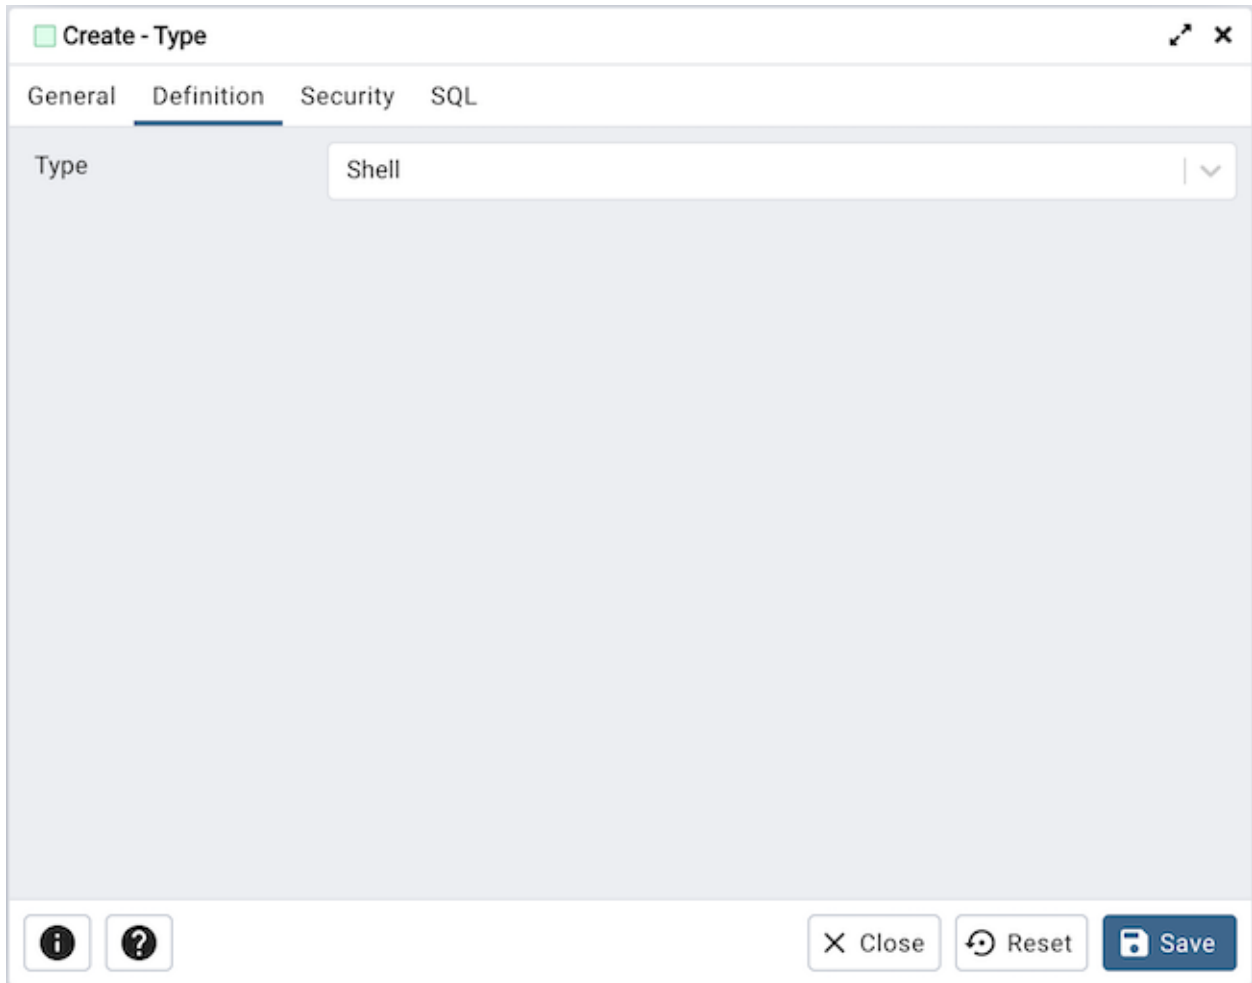 Create - Type
General Definition Security SQL
Type Shell
Close Reset Save